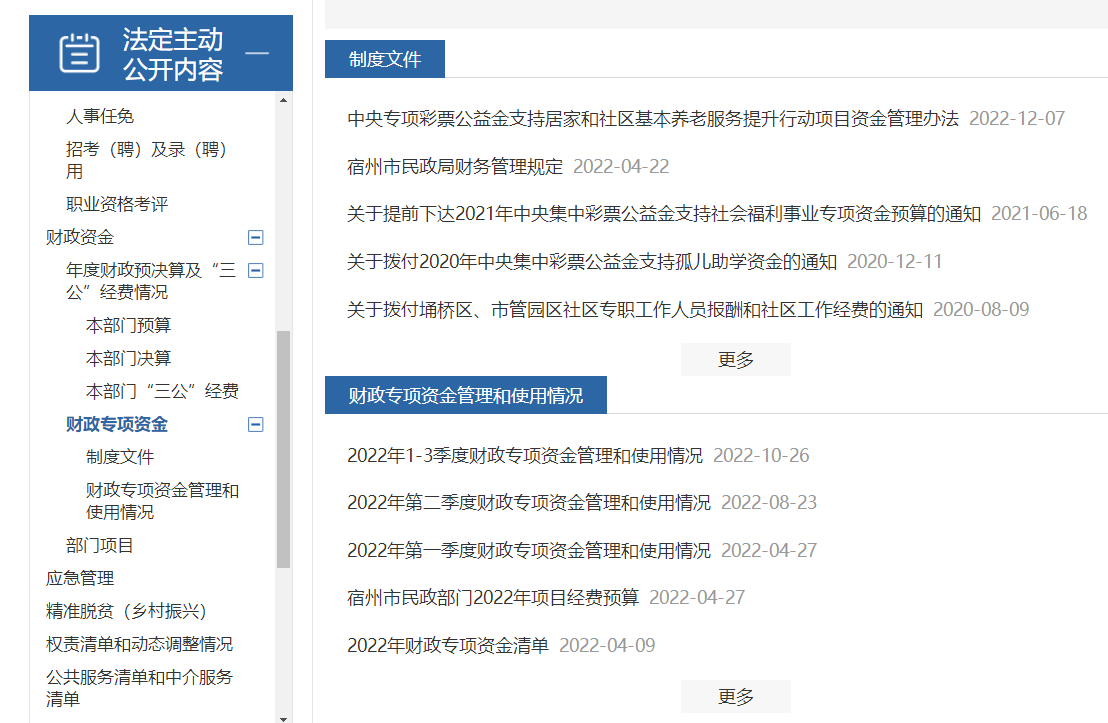 法定主动
公开内容
人事任免
招考（聘）及录（聘）
用
职业资格考评
财政资金
年度财政预决算及“三
公”经费情况
本部门预算
本部门决算
本部门“三公”经费
财政专项资金
制度文件
财政专项资金管理和
使用情况
部门项目
应急管理
精准脱贫（乡村振兴）
权责清单和动态调整情况
公共服务清单和中介服务
清单
制度文件
中央专项彩票公益金支持居家和社区基本养老服务提升行动项目资金管理办法 2022-12-07
宿州市民政局财务管理规定 2022-04-22
关于提前下达2021年中央集中彩票公益金支持社会福利事业专项资金预算的通知 2021-06-18
关于拨付2020年中央集中彩票公益金支持孤儿助学资金的通知 2020-12-11
关于拨付埇桥区、市管园区社区专职工作人员报酬和社区工作经费的通知 2020-08-09
更多
财政专项资金管理和使用情况
2022年1-3季度财政专项资金管理和使用情况 2022-10-26
2022年第二季度财政专项资金管理和使用情况 2022-08-23
2022年第一季度财政专项资金管理和使用情况 2022-04-27
宿州市民政部门2022年项目经费预算 2022-04-27
2022年财政专项资金清单 2022-04-09
更多